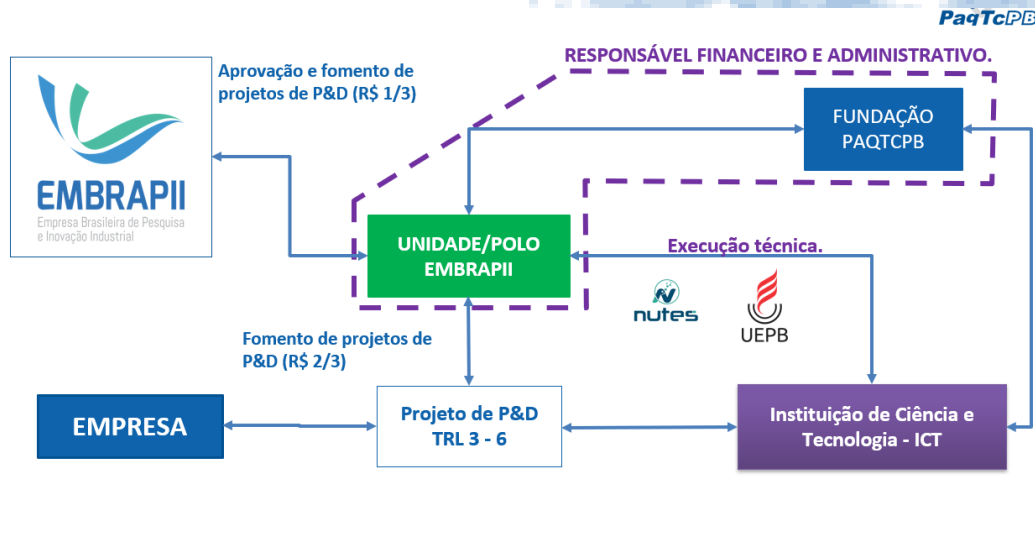 PaqTcPB
RESPONSÁVEL FINANCEIRO E ADMINISTRATIVO.
Aprovação e fomento de
projetos de P&D (R$ 1/3)
FUNDAÇÃO
PAQTCPB
EMBRAPII
Empresa Brasileira de Pesquisa
e Inovação Industrial
UNIDADE/POLO
EMBRAPII
Execução técnica.
nutes
UEPB
Fomento de projetos de
P&D (R$ 2/3)
EMPRESA
Projeto de P&D
TRL 3 - 6
Instituição de Ciência e
Tecnologia - ICT